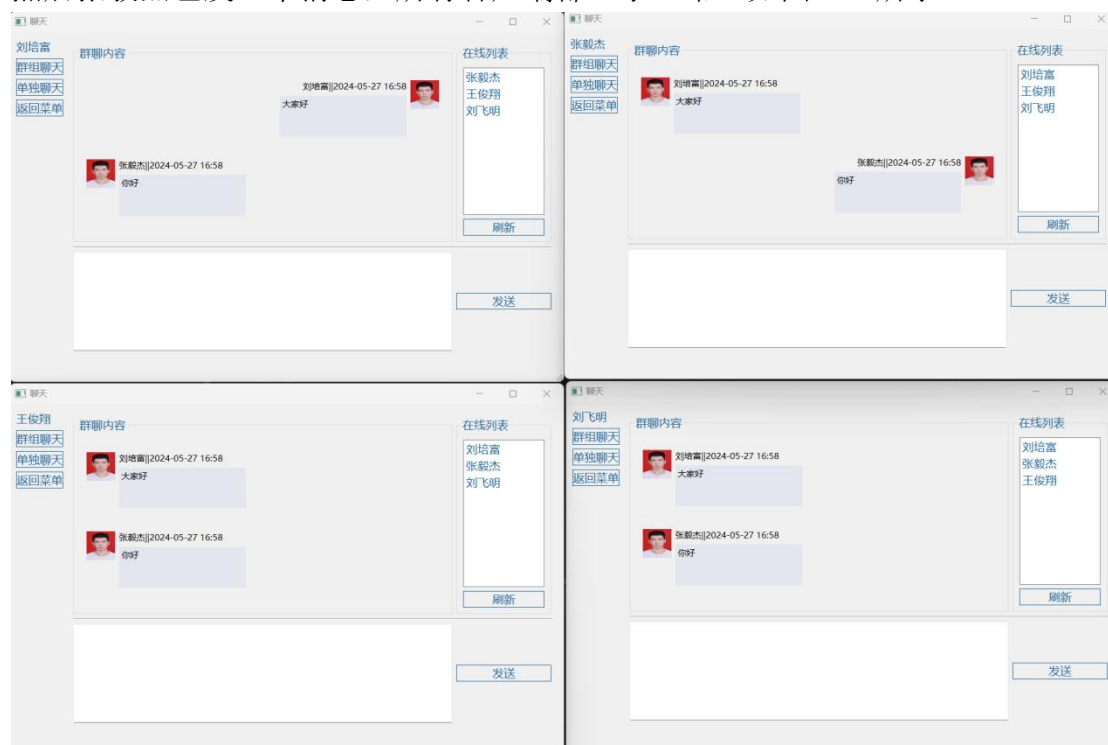 聊天
刘培富
群组聊天
单独聊天
返回菜单
群聊内容
刘培富||2024-05-27 16:58
大家好
张毅杰||2024-05-27 16:58
你好
在线列表
张毅杰
王俊翔
刘飞明
刷新
发送
聊天
张毅杰
群组聊天
单独聊天
返回菜单
群聊内容
刘培富||2024-05-27 16:58
大家好
张毅杰||2024-05-27 16:58
你好
在线列表
刘培富
王俊翔
刘飞明
刷新
发送
聊天
王俊翔
群组聊天
单独聊天
返回菜单
群聊内容
刘培富||2024-05-27 16:58
大家好
张毅杰||2024-05-27 16:58
你好
在线列表
刘培富
张毅杰
刘飞明
刷新
发送
聊天
刘飞明
群组聊天
单独聊天
返回菜单
群聊内容
刘培富||2024-05-27 16:58
大家好
张毅杰||2024-05-27 16:58
你好
在线列表
刘培富
张毅杰
王俊翔
刷新
发送